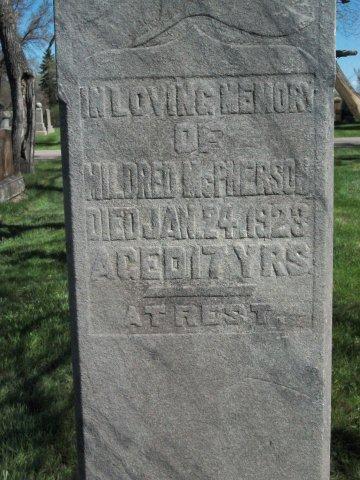 IN LOVING MEMORY
OF
MILDRED McPHERSON
DIED JAN. 24, 1923
AGED 17 YRS.
AT REST.